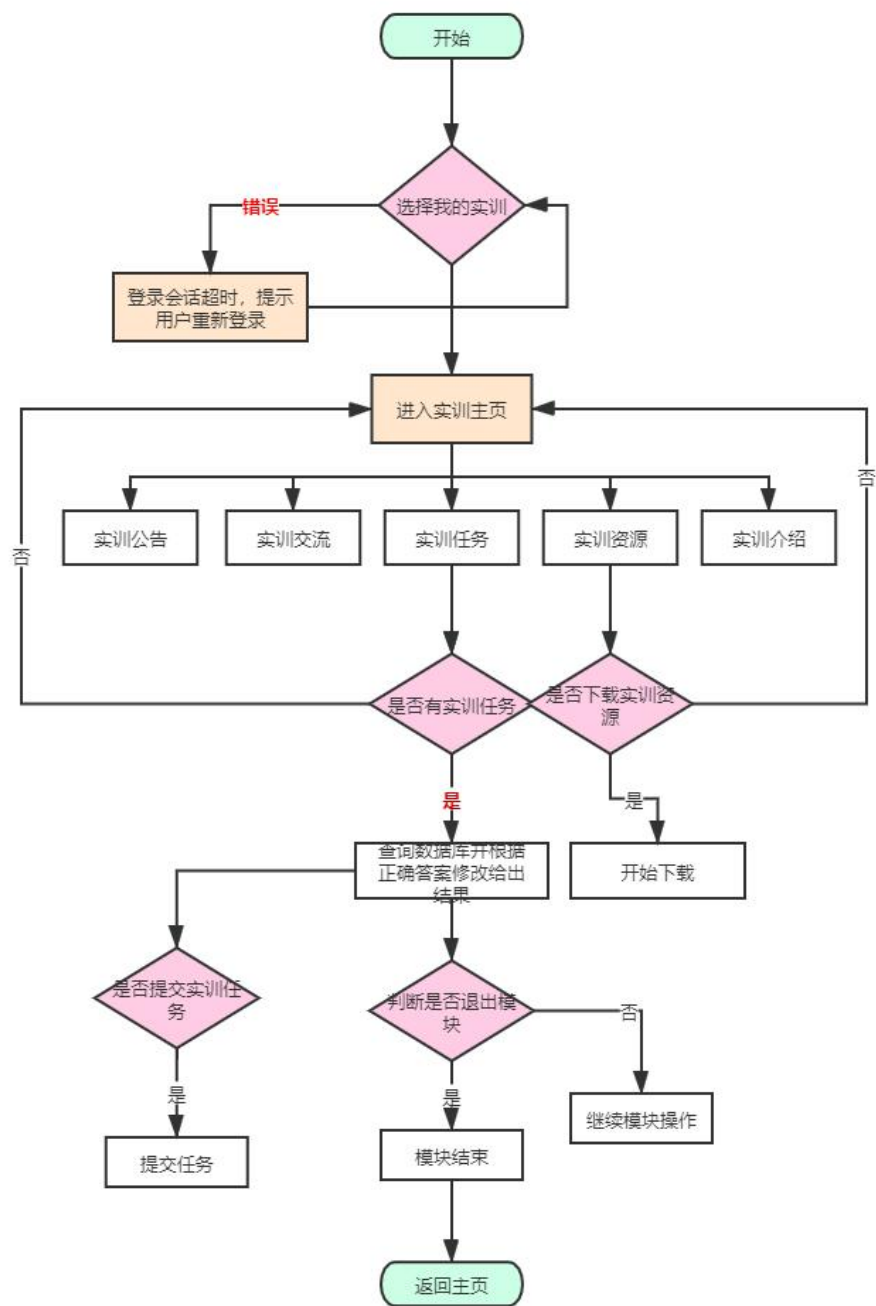 开始
选择我的实训
错误
登录会话超时，提示
用户重新登录
进入实训主页
否
否
实训公告
实训交流
实训任务
实训资源
实训介绍
是否有实训任务
是否下载实训资
源
是
是
查询数据库并根据
正确答案修改给出
结果
开始下载
是否提交实训任
务
判断是否退出模
块
否
是
是
继续模块操作
提交任务
模块结束
返回主页